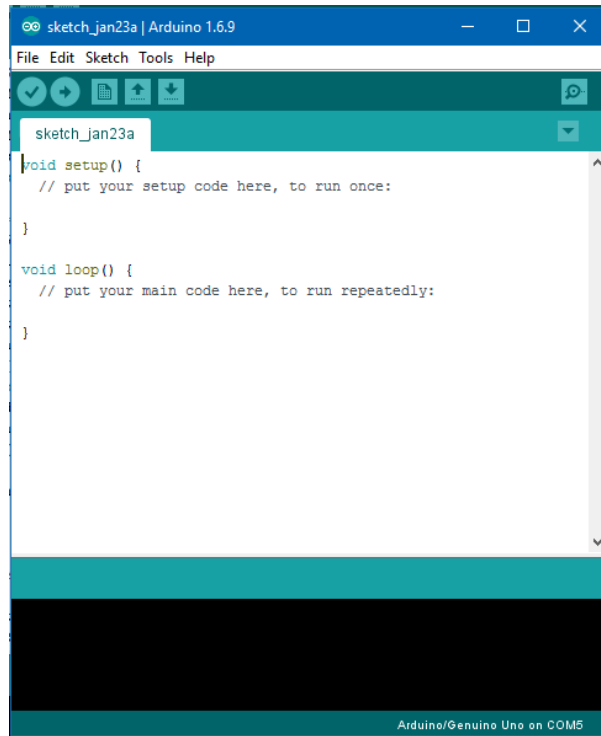 sketch_jan23a | Arduino 1.6.9
File Edit Sketch Tools Help
sketch_jan23a
void setup() {
  // put your setup code here, to run once:

}

void loop() {
  // put your main code here, to run repeatedly:

}
Arduino/Genuino Uno on COM5